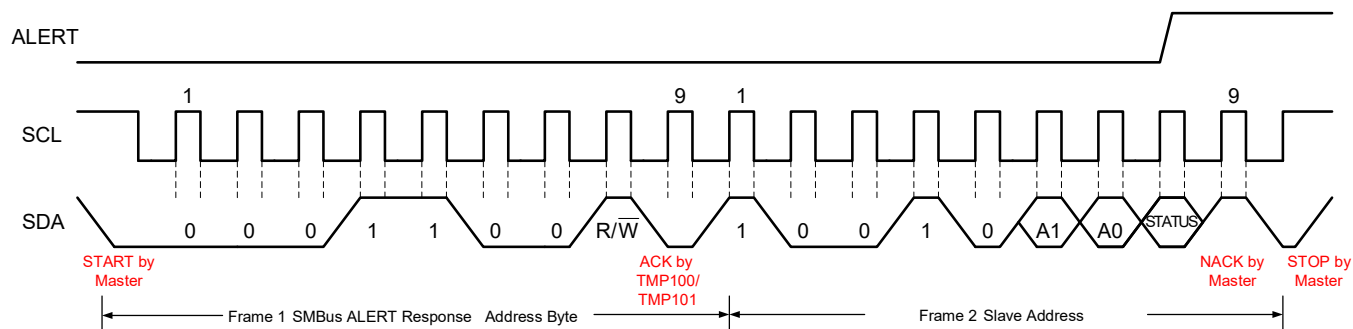 ALERT
1 9 1 9
SCL
SDA
0 0 0 1 1 0 0 R/W̅ 1 0 0 1 0 A1 A0 STATUS
START by
Master
ACK by
TMP100/
TMP101
NACK by
Master
STOP by
Master
Frame 1 SMBus ALERT Response Address Byte
Frame 2 Slave Address